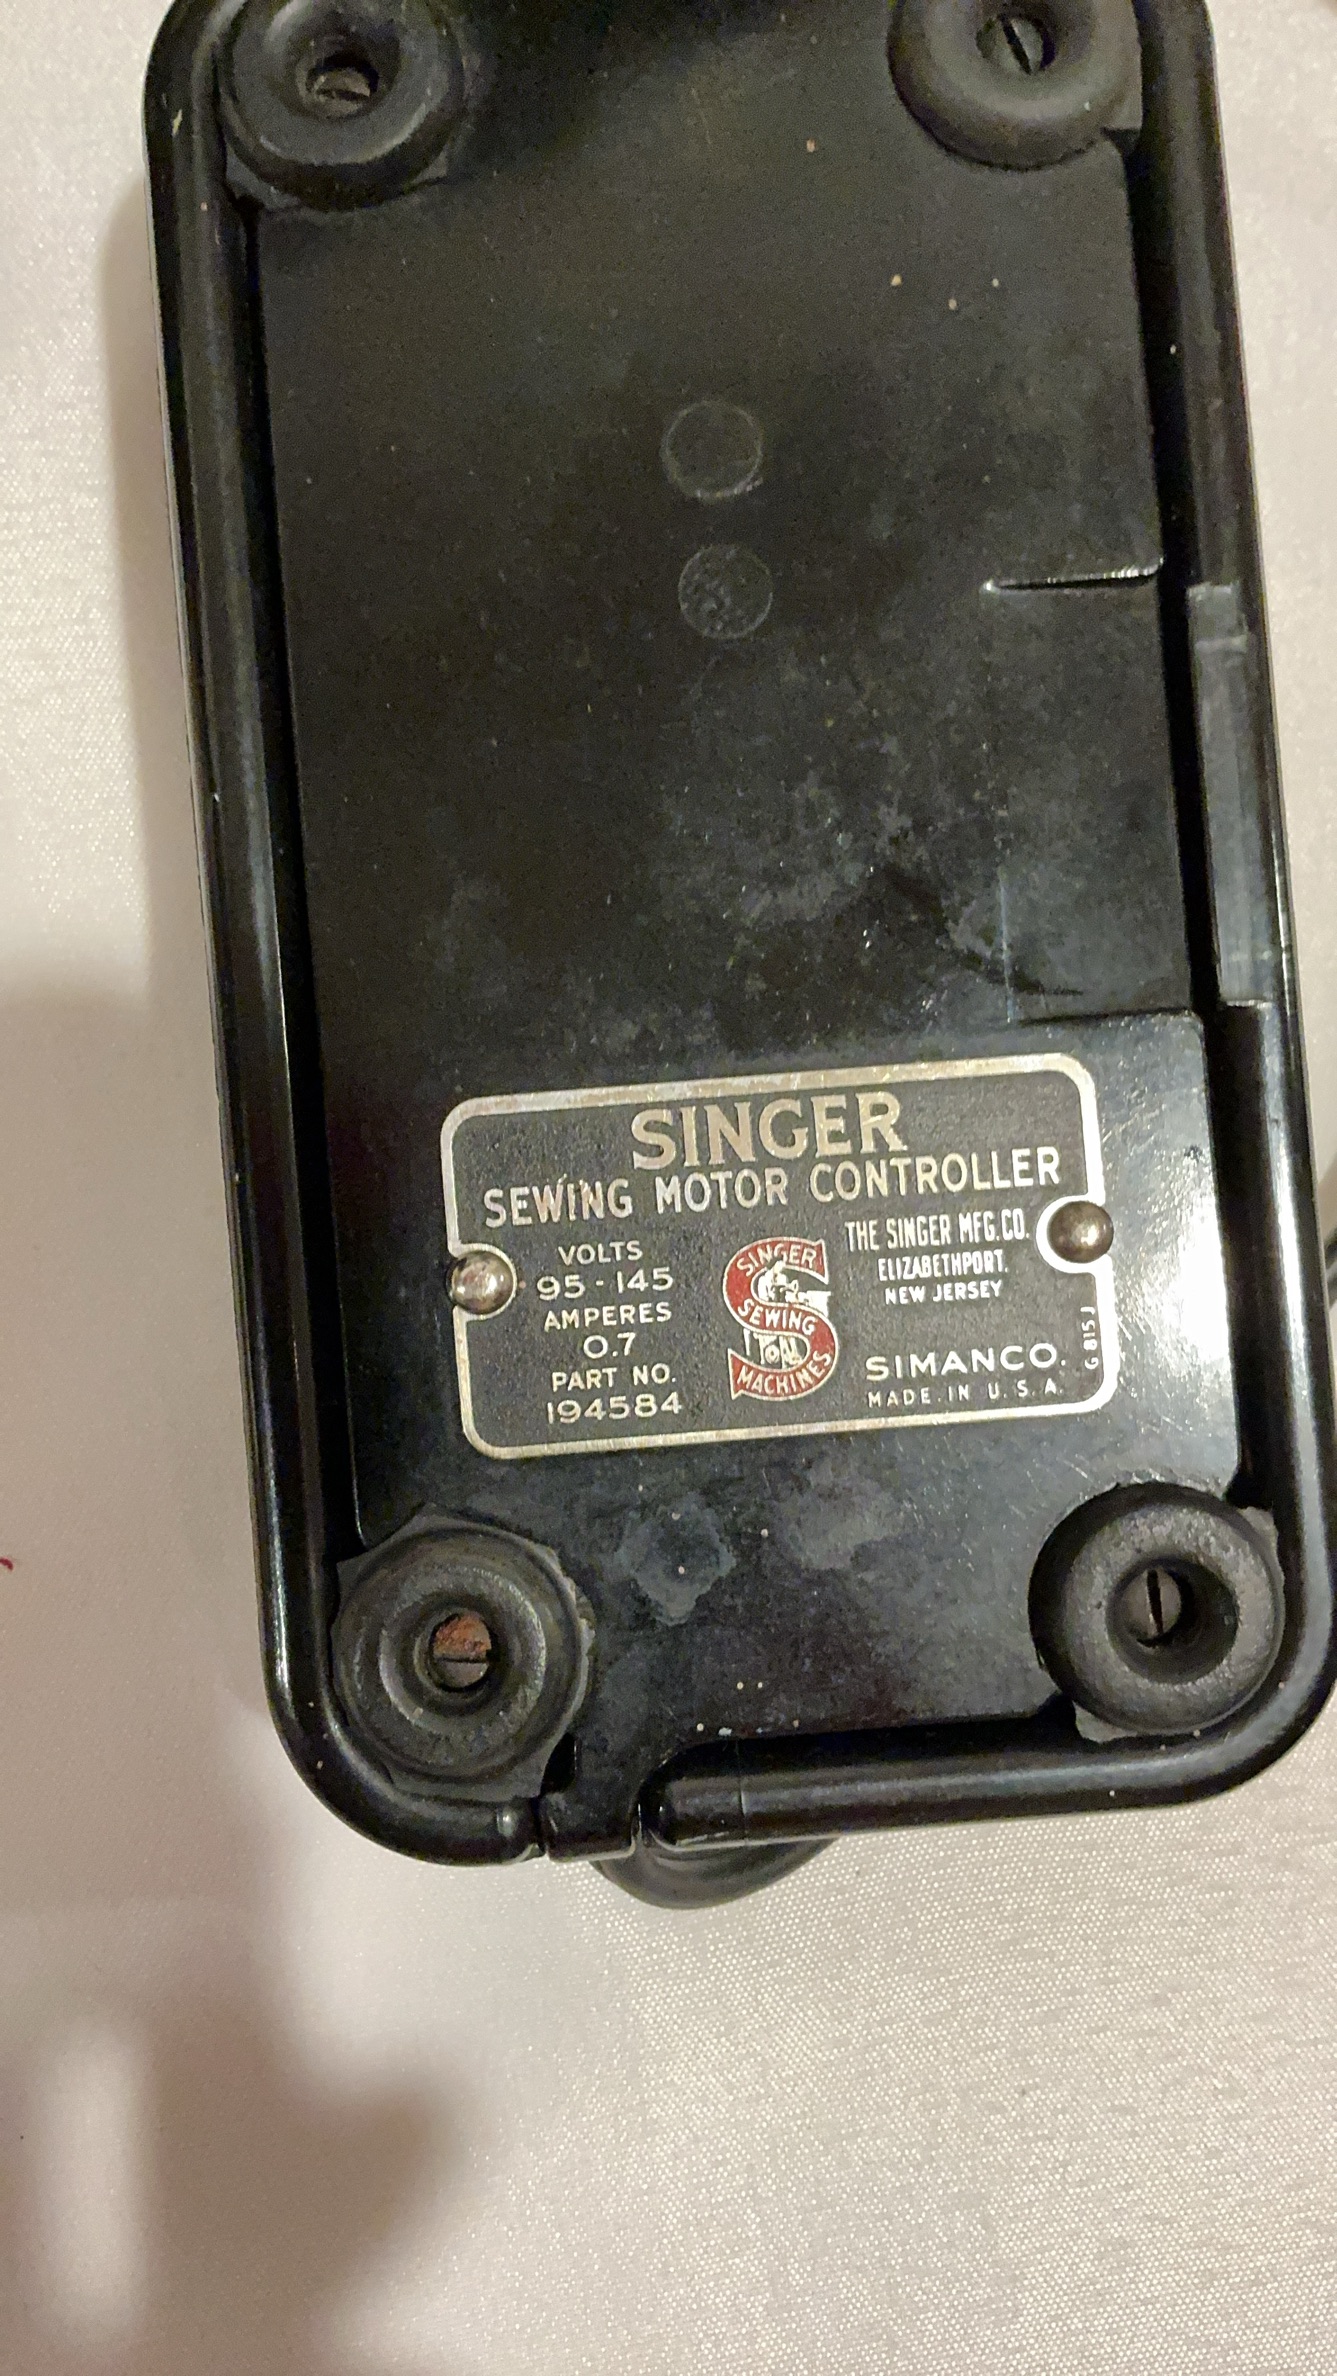 SINGER
SEWING MOTOR CONTROLLER
VOLTS
95-145
AMPERES
0.7
PART NO.
194584
SINGER
SEWING
MACHINES
THE SINGER MFG. CO.
ELIZABETHPORT.
NEW JERSEY
SIMANCO.
MADE IN U. S. A.
G 815 J